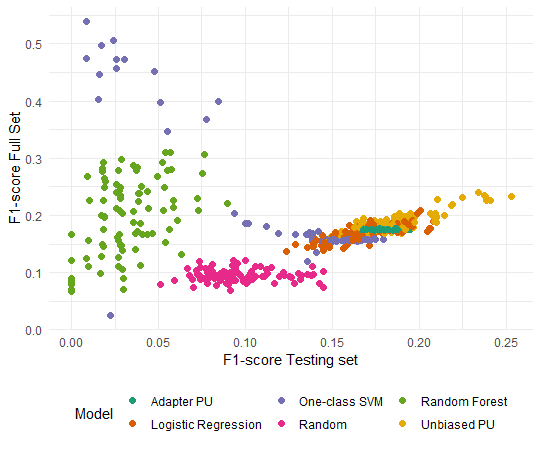 F1-score Full Set
0.5
0.4
0.3
0.2
0.1
0.0
0.00 0.05 0.10 0.15 0.20 0.25
F1-score Testing set
Model
Adapter PU One-class SVM Random Forest
Logistic Regression Random Unbiased PU